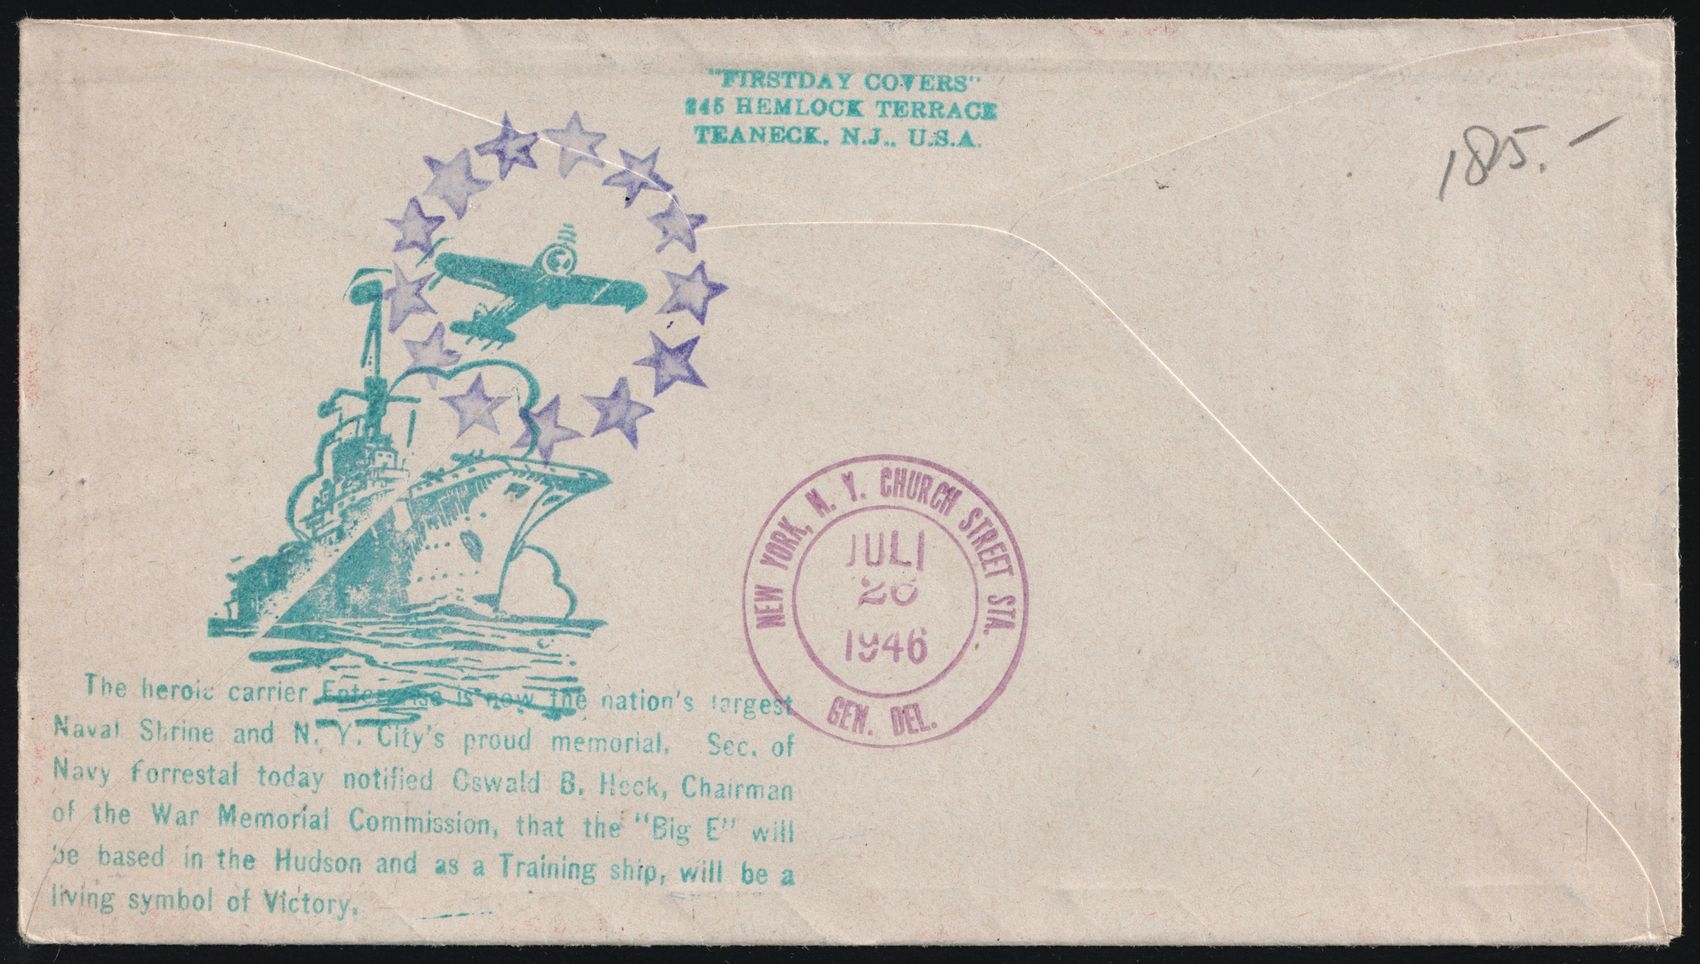 "FIRSTDAY COVERS"
245 HEMLOCK TERRACE
TEANECK, N.J., U.S.A.
185.-
NEW YORK, N. Y. CHURCH STREET STA.
JUL 1
26
1946
GEN. DEL.
The heroic carrier Enterprise is now the nation's largest
Naval Shrine and N. Y. City's proud memorial. Sec. of
Navy Forrestal today notified Oswald B. Heck, Chairman
of the War Memorial Commission, that the "Big E" will
be based in the Hudson and as a Training ship, will be a
living symbol of Victory.